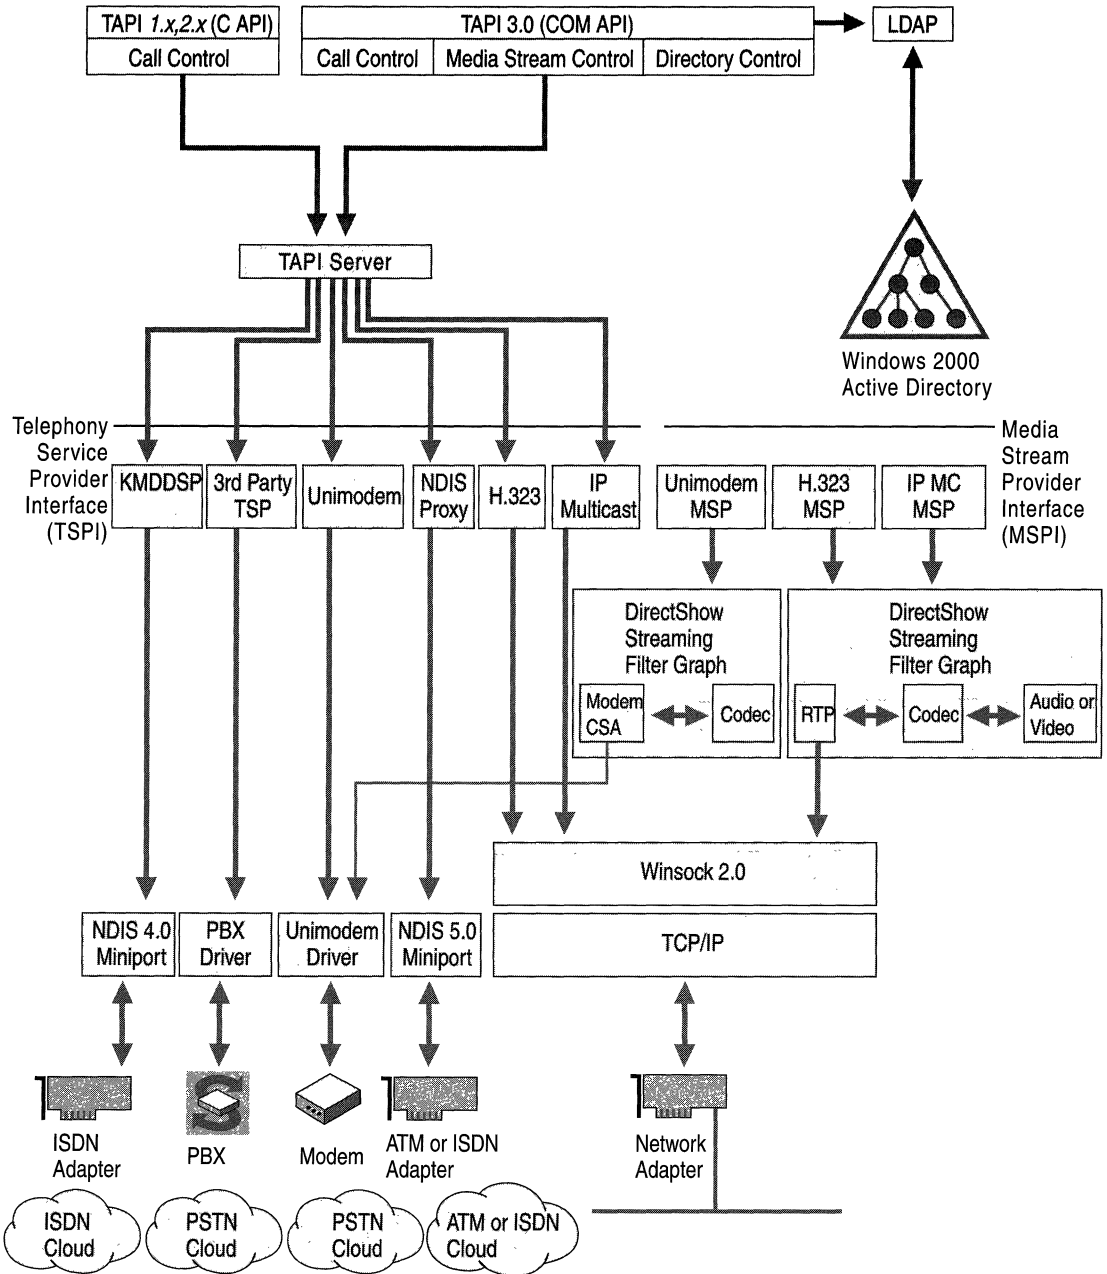 TAPI 1.x,2.x (C API)
Call Control
TAPI 3.0 (COM API)
Call Control
Media Stream Control
Directory Control
LDAP
TAPI Server
Windows 2000
Active Directory
Telephony
Service
Provider
Interface
(TSPI)
Media
Stream
Provider
Interface
(MSPI)
KMDDSP
3rd Party
TSP
Unimodem
NDIS
Proxy
H.323
IP
Multicast
Unimodem
MSP
H.323
MSP
IP MC
MSP
DirectShow
Streaming
Filter Graph
Modem
CSA
Codec
DirectShow
Streaming
Filter Graph
RTP
Codec
Audio or
Video
Winsock 2.0
TCP/IP
NDIS 4.0
Miniport
PBX
Driver
Unimodem
Driver
NDIS 5.0
Miniport
ISDN
Adapter
PBX
Modem
ATM or ISDN
Adapter
Network
Adapter
ISDN
Cloud
PSTN
Cloud
PSTN
Cloud
ATM or ISDN
Cloud